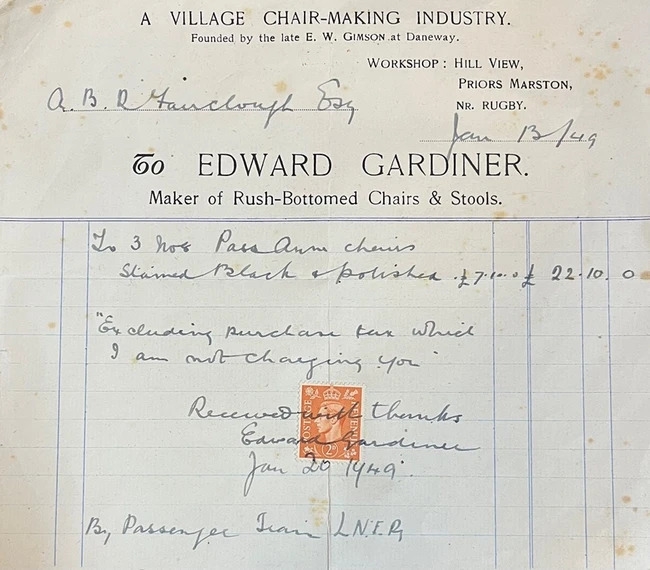 A VILLAGE CHAIR-MAKING INDUSTRY.
Founded by the late E. W. GIMSON at Daneway.
WORKSHOP: HILL VIEW,
PRIORS MARSTON,
NR. RUGBY.
A. B. R Fairclough Esq
Jan 13/49
To EDWARD GARDINER.
Maker of Rush-Bottomed Chairs & Stools.
To 3 Nos Pass Arm chairs
Stained Black & polished . £7.10.0 £ 22.10. 0
"Excluding purchase tax which
I am not charging you"
Received with thanks
POSTAGE
Edward Gardiner
2D
Jan 20 1949.
By Passenger Train L.N.E.R